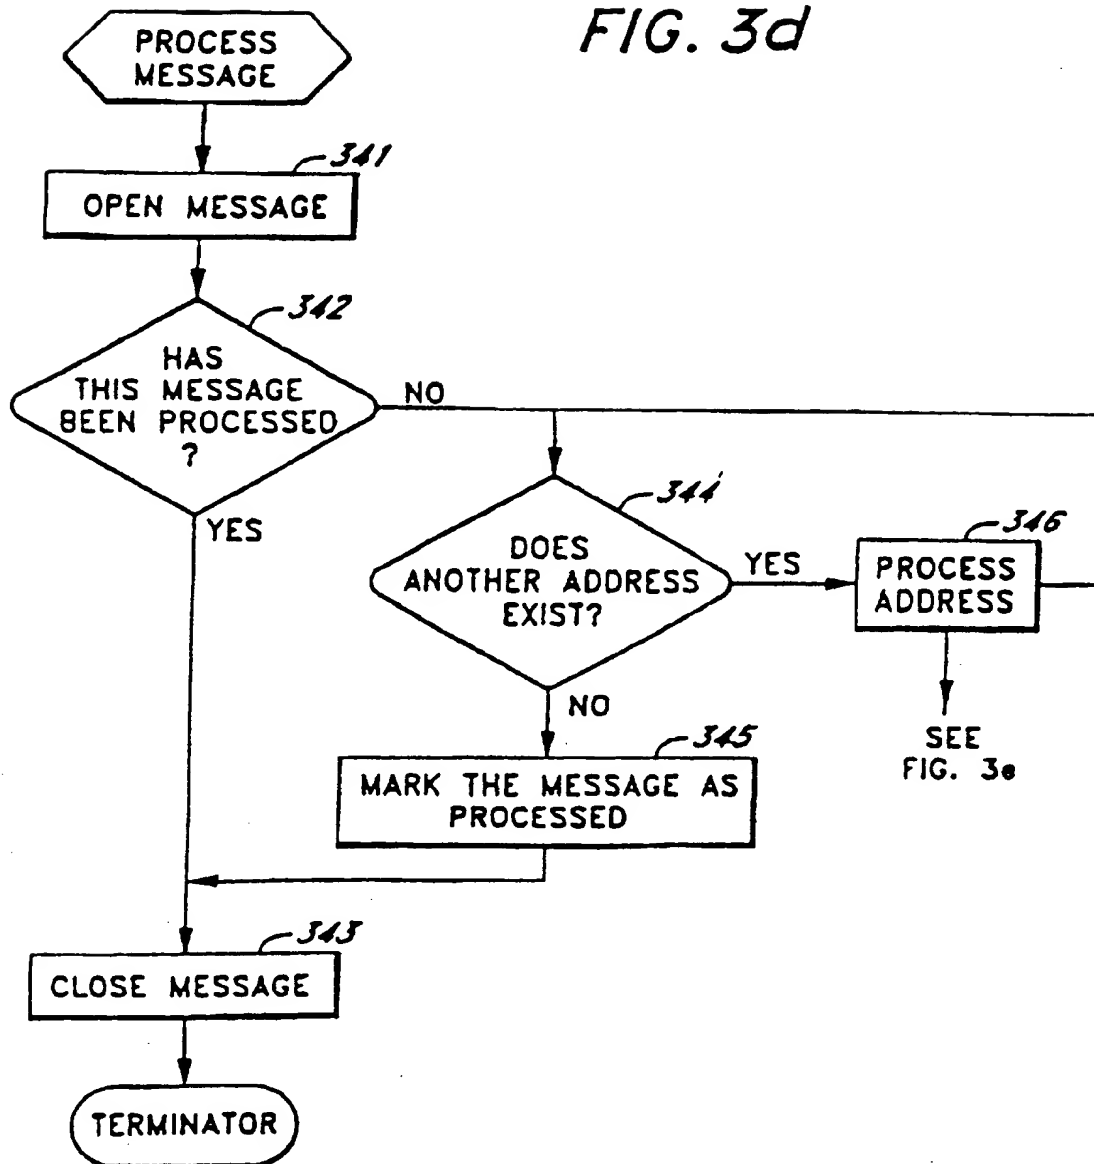 FIG. 3d
PROCESS
MESSAGE
341
OPEN MESSAGE
342
HAS
THIS MESSAGE
BEEN PROCESSED
?
NO
YES
344
DOES
ANOTHER ADDRESS
EXIST?
YES
346
PROCESS
ADDRESS
NO
SEE
FIG. 3e
345
MARK THE MESSAGE AS
PROCESSED
343
CLOSE MESSAGE
TERMINATOR